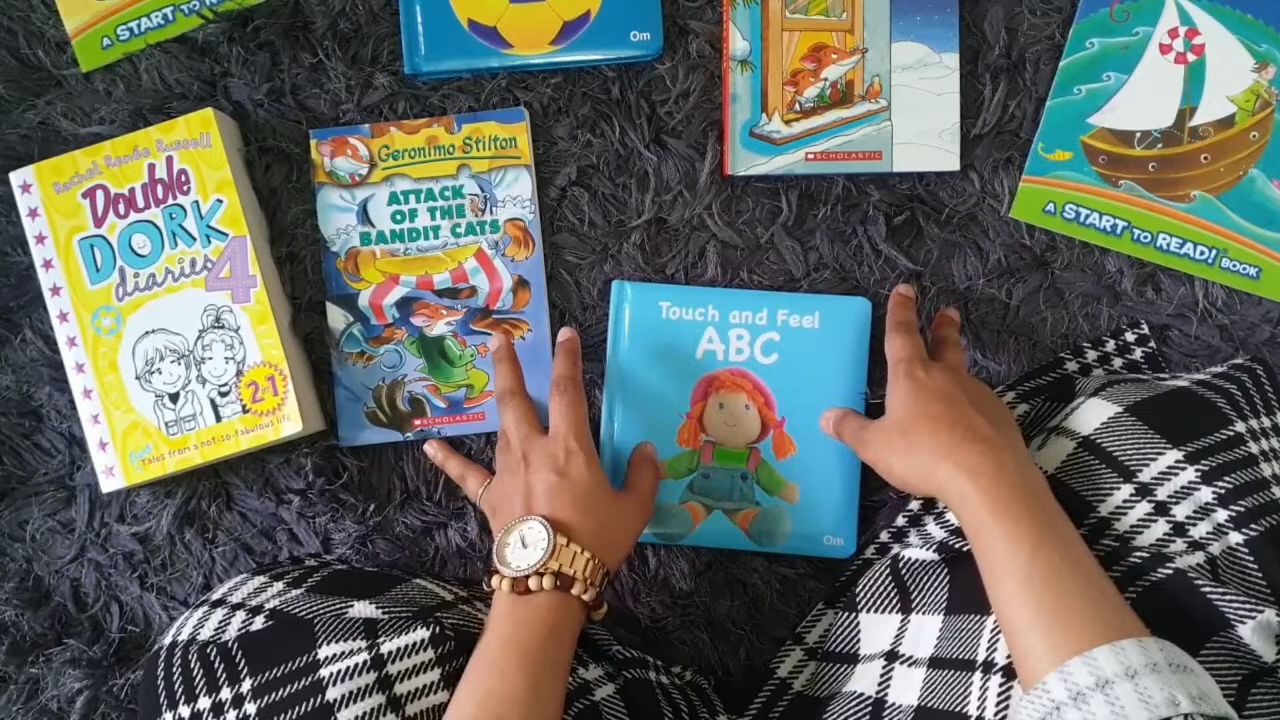 A START TO R
Om
SCHOLASTIC
A START TO READ! BOOK
Rachel Renée Russell
Double
DORK
diaries 4
2 in 1
Tales from a not-so-fabulous life
Geronimo Stilton
ATTACK
OF THE
BANDIT CATS
SCHOLASTIC
Touch and Feel
ABC
Om